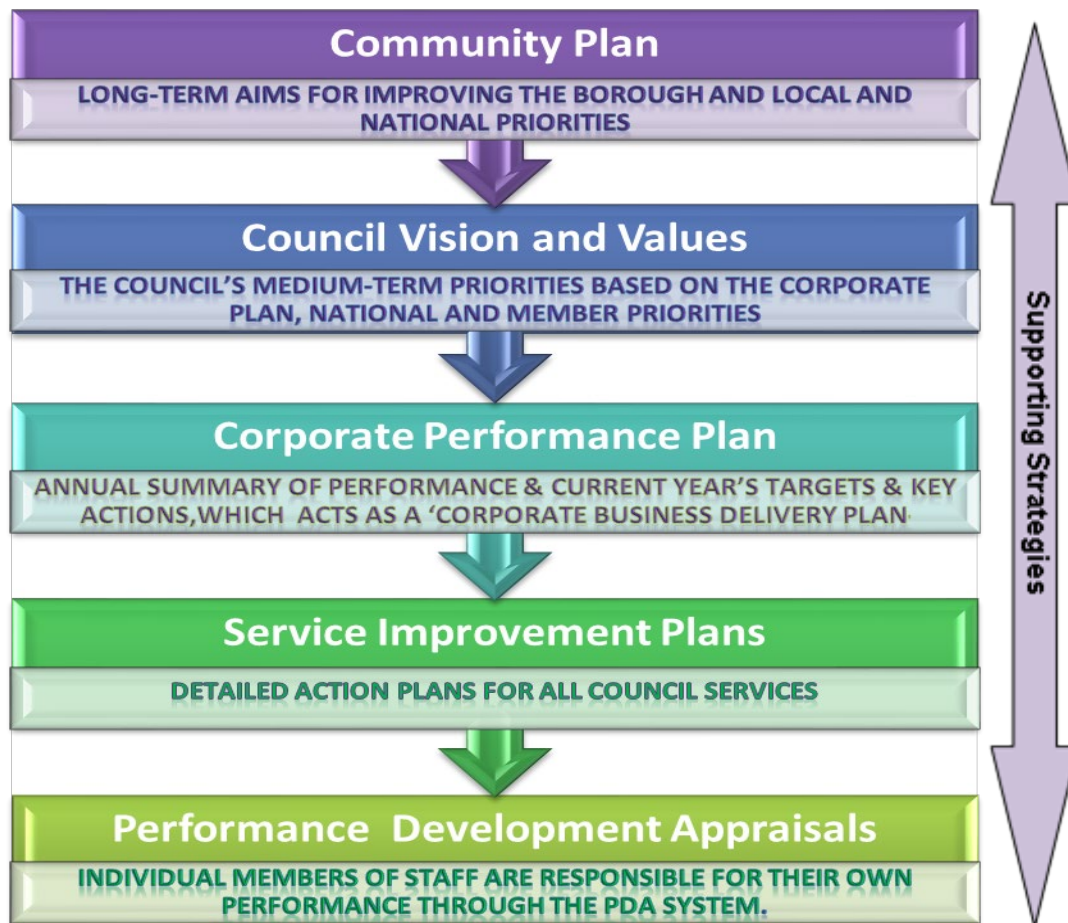 Community Plan
LONG-TERM AIMS FOR IMPROVING THE BOROUGH AND LOCAL AND
NATIONAL PRIORITIES
Council Vision and Values
THE COUNCIL'S MEDIUM-TERM PRIORITIES BASED ON THE CORPORATE
PLAN, NATIONAL AND MEMBER PRIORITIES
Corporate Performance Plan
ANNUAL SUMMARY OF PERFORMANCE & CURRENT YEAR'S TARGETS & KEY
ACTIONS,WHICH ACTS AS A 'CORPORATE BUSINESS DELIVERY PLAN
Service Improvement Plans
DETAILED ACTION PLANS FOR ALL COUNCIL SERVICES
Performance Development Appraisals
INDIVIDUAL MEMBERS OF STAFF ARE RESPONSIBLE FOR THEIR OWN
PERFORMANCE THROUGH THE PDA SYSTEM.
Supporting Strategies